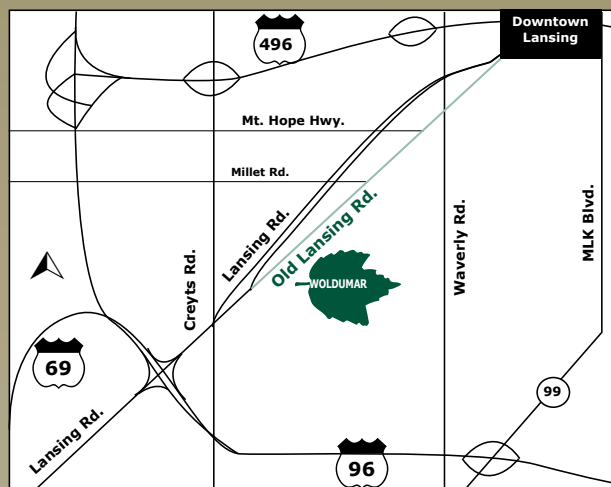 Downtown
Lansing
496
Mt. Hope Hwy.
Millet Rd.
Lansing Rd.
Old Lansing Rd.
Creyts Rd.
Waverly Rd.
MLK Blvd.
WOLDUMAR
69
99
Lansing Rd.
96